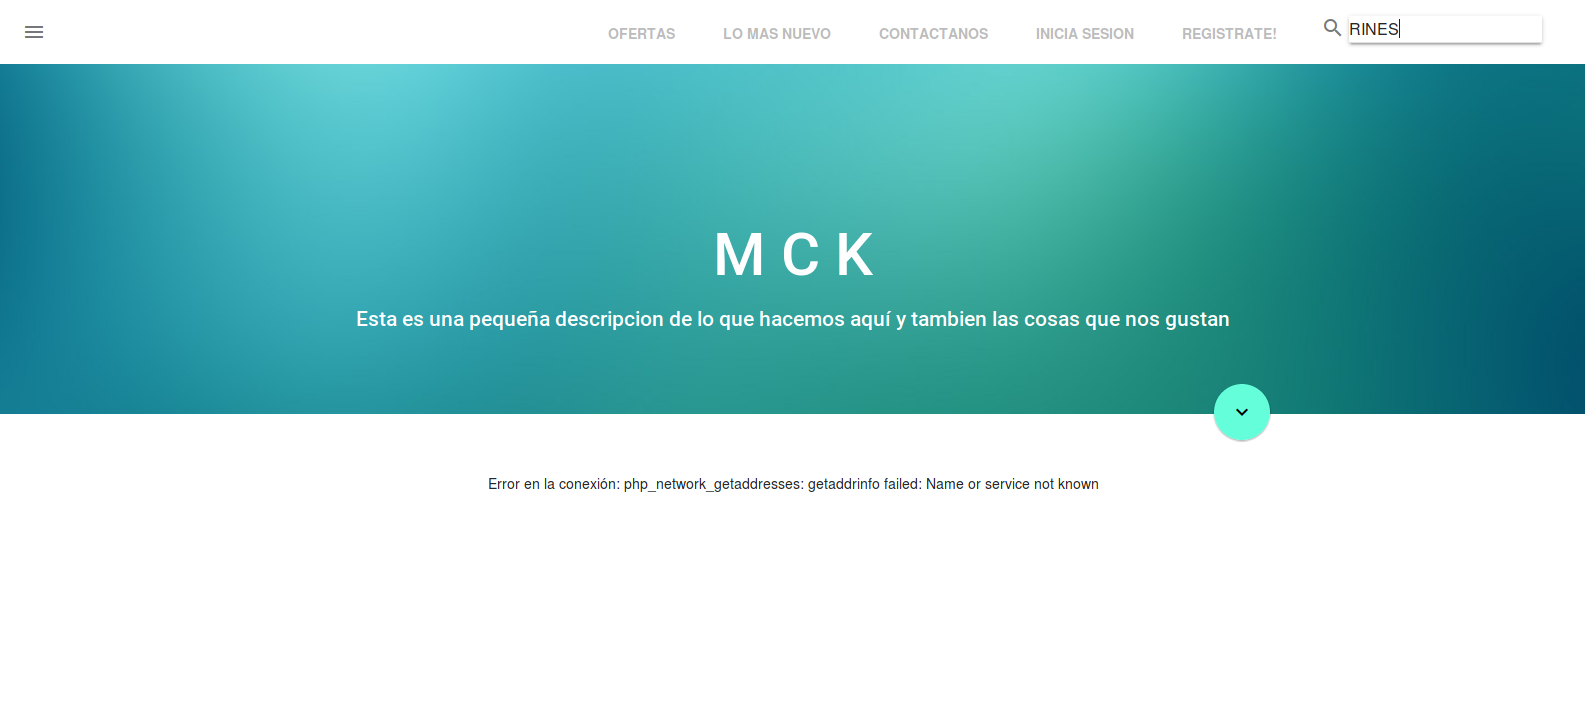 OFERTAS LO MAS NUEVO CONTACTANOS INICIA SESION REGISTRATE! RINES
M C K
Esta es una pequeña descripcion de lo que hacemos aquí y tambien las cosas que nos gustan
Error en la conexión: php_network_getaddresses: getaddrinfo failed: Name or service not known